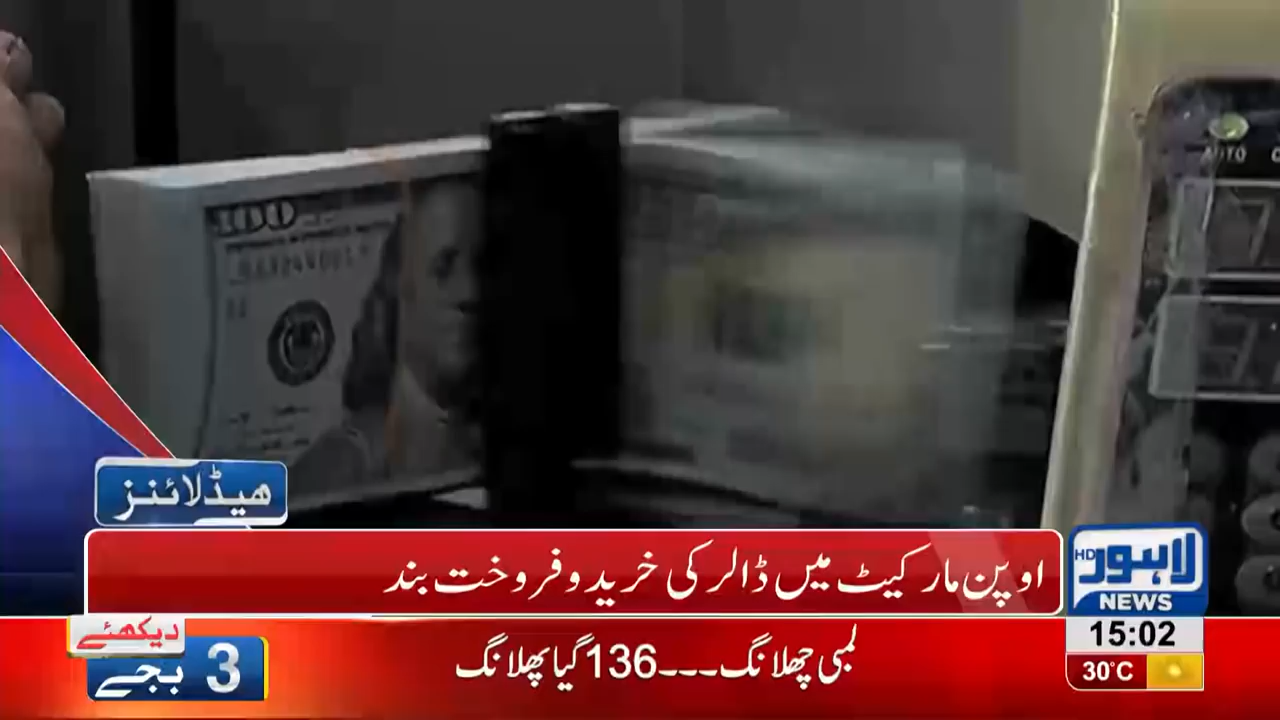 100
AUTO
ہیڈلائنز
اوپن مارکیٹ میں ڈالر کی خرید و فروخت بند
HD
لاہور
NEWS
15:02
30°C
دیکھئے
3 بجے
لمبی چھلانگ۔۔۔136 گیا پھلانگ